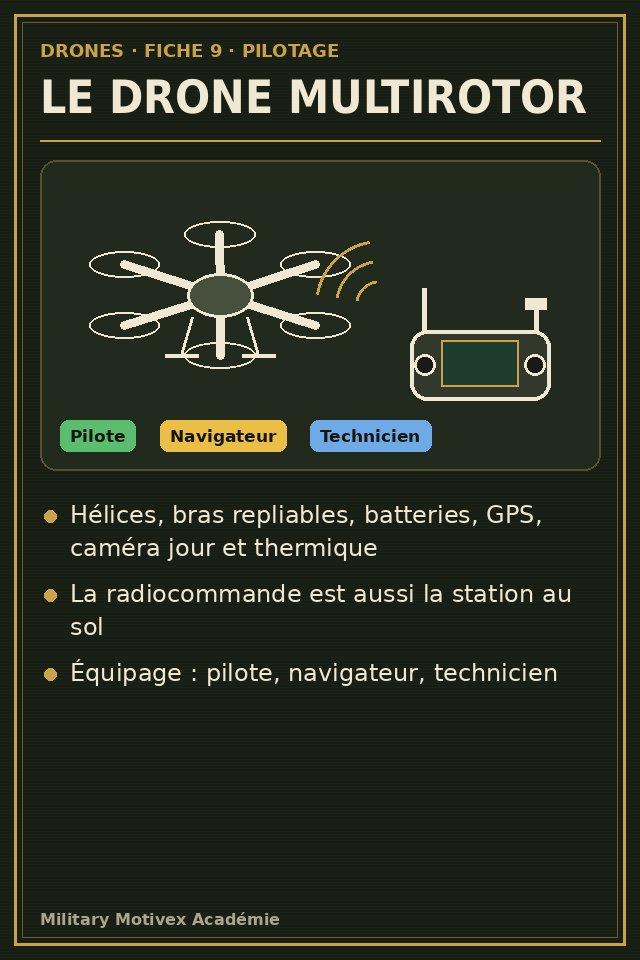 DRONES · FICHE 9 · PILOTAGE
LE DRONE MULTIROTOR
Pilote
Navigateur
Technicien
Hélices, bras repliables, batteries, GPS,
caméra jour et thermique
La radiocommande est aussi la station au
sol
Équipage : pilote, navigateur, technicien
Military Motivex Académie